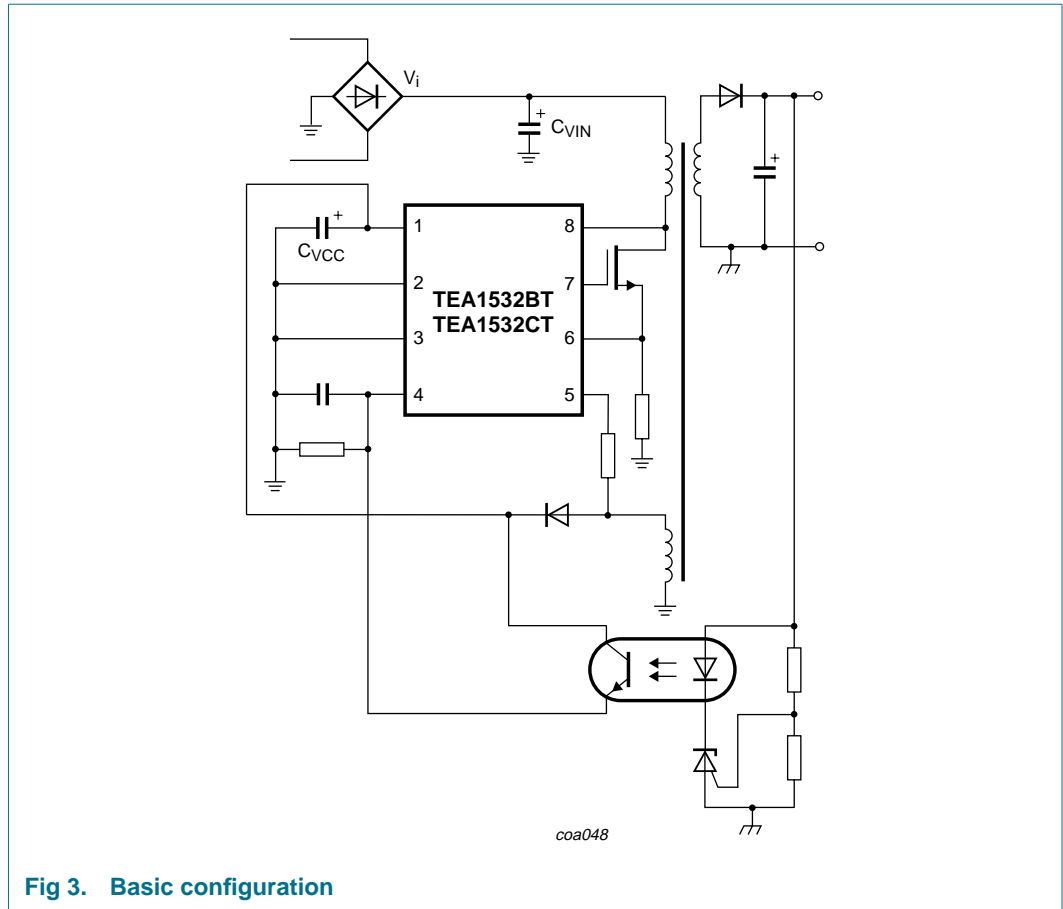 Vi
+
CVIN
+
+
CVCC
1
8
2
7
TEA1532BT
TEA1532CT
3
6
4
5
coa048
Fig 3. Basic configuration